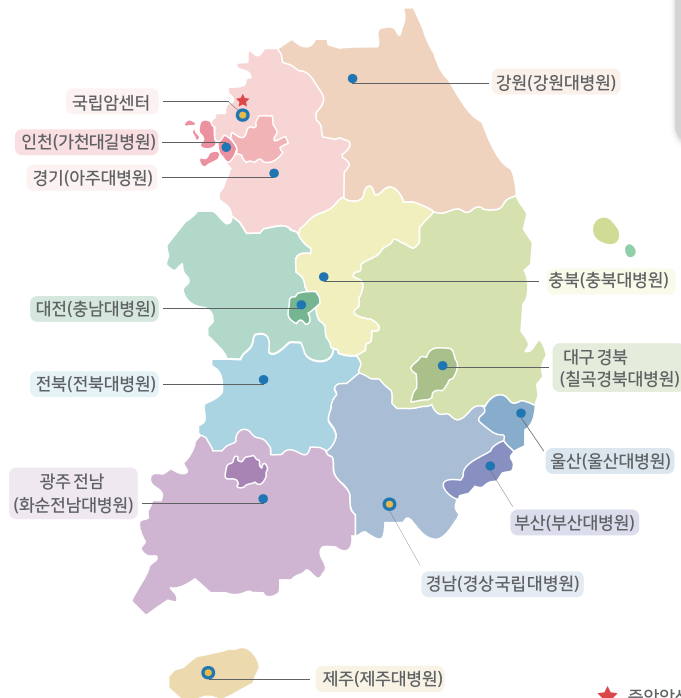 강원(강원대병원)
국립암센터
인천(가천대길병원)
경기(아주대병원)
충북(충북대병원)
대전(충남대병원)
대구 경북
(칠곡경북대병원)
전북(전북대병원)
울산(울산대병원)
광주 전남
(화순전남대병원)
부산(부산대병원)
경남(경상국립대병원)
제주(제주대병원)